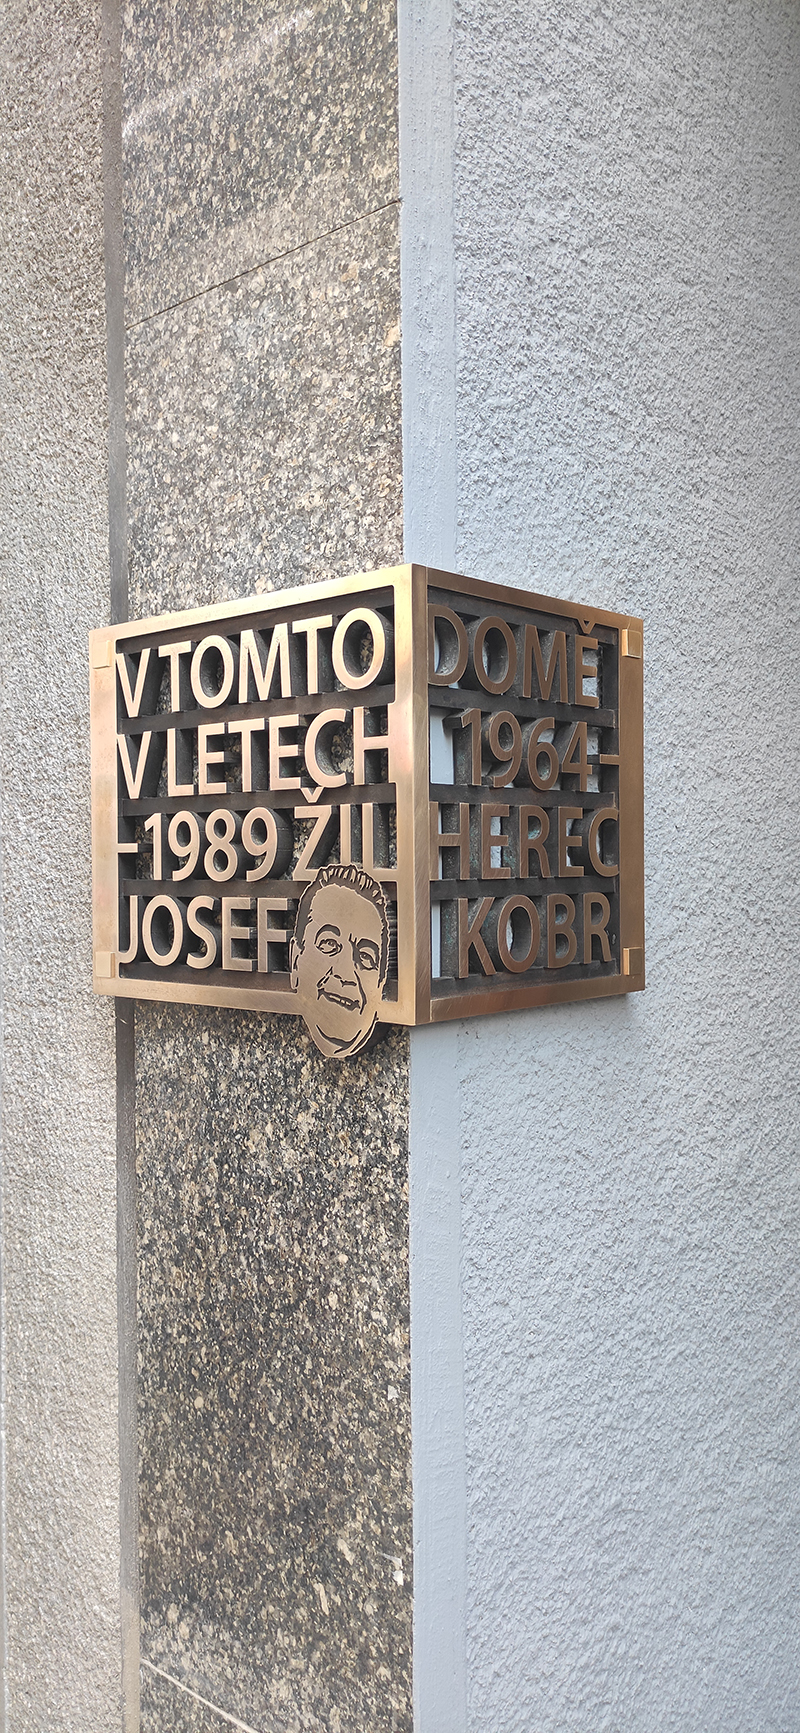 V TOMTO DOMĚ
V LETECH 1964–
–1989 ŽIL HEREC
JOSEF KOBR